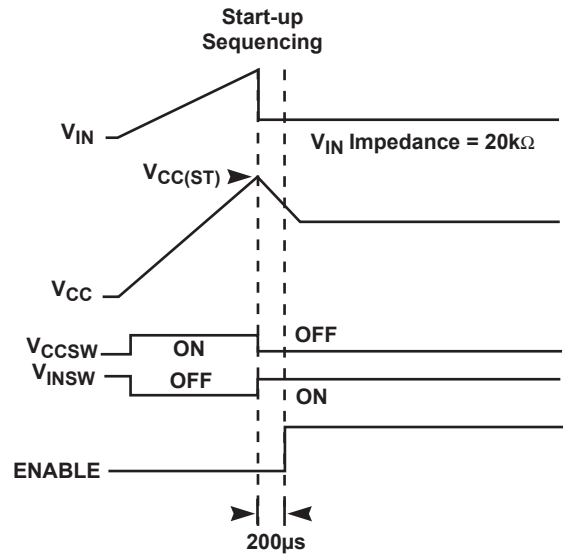 Start-up
Sequencing
VIN
VIN Impedance = 20kΩ
VCC(ST)
VCC
VCCSW
ON
OFF
VINSW
OFF
ON
ENABLE
200µs